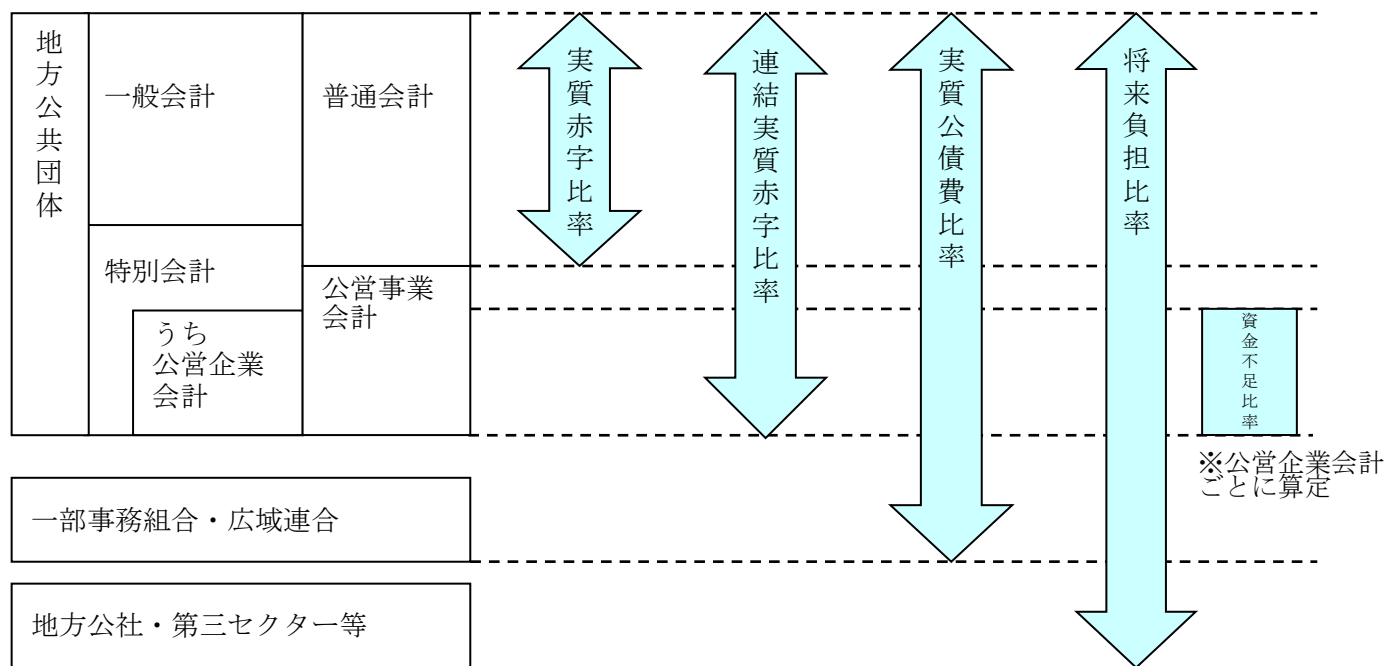 地方公共団体
一般会計
普通会計
特別会計
公営事業
会計
うち
公営企業
会計
実質赤字比率
連結実質赤字比率
実質公債費比率
将来負担比率
資金不足比率
※公営企業会計
ごとに算定
一部事務組合・広域連合
地方公社・第三セクター等